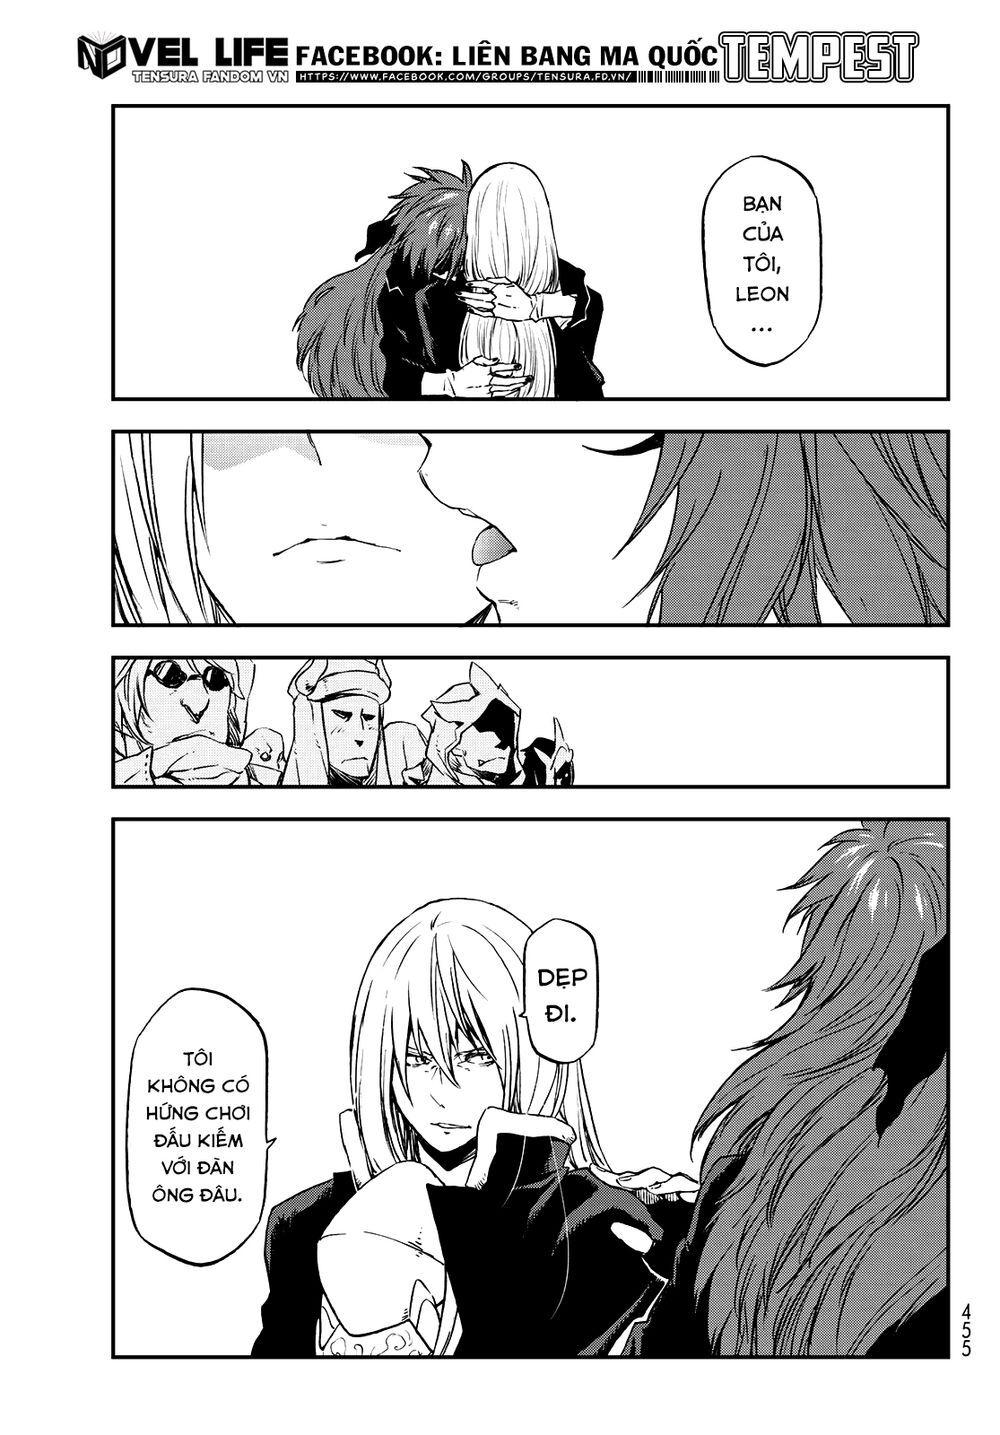 NOVEL LIFE
TENSURA FANDOM VN
FACEBOOK: LIÊN BANG MA QUỐC
HTTPS://WWW.FACEBOOK.COM/GROUPS/TENSURA.FD.VN/
TEMPEST
BẠN
CỦA
TÔI,
LEON
...
DẸP
ĐI.
TÔI
KHÔNG CÓ
HỨNG CHƠI
ĐẤU KIẾM
VỚI ĐÀN
ÔNG ĐÂU.
455